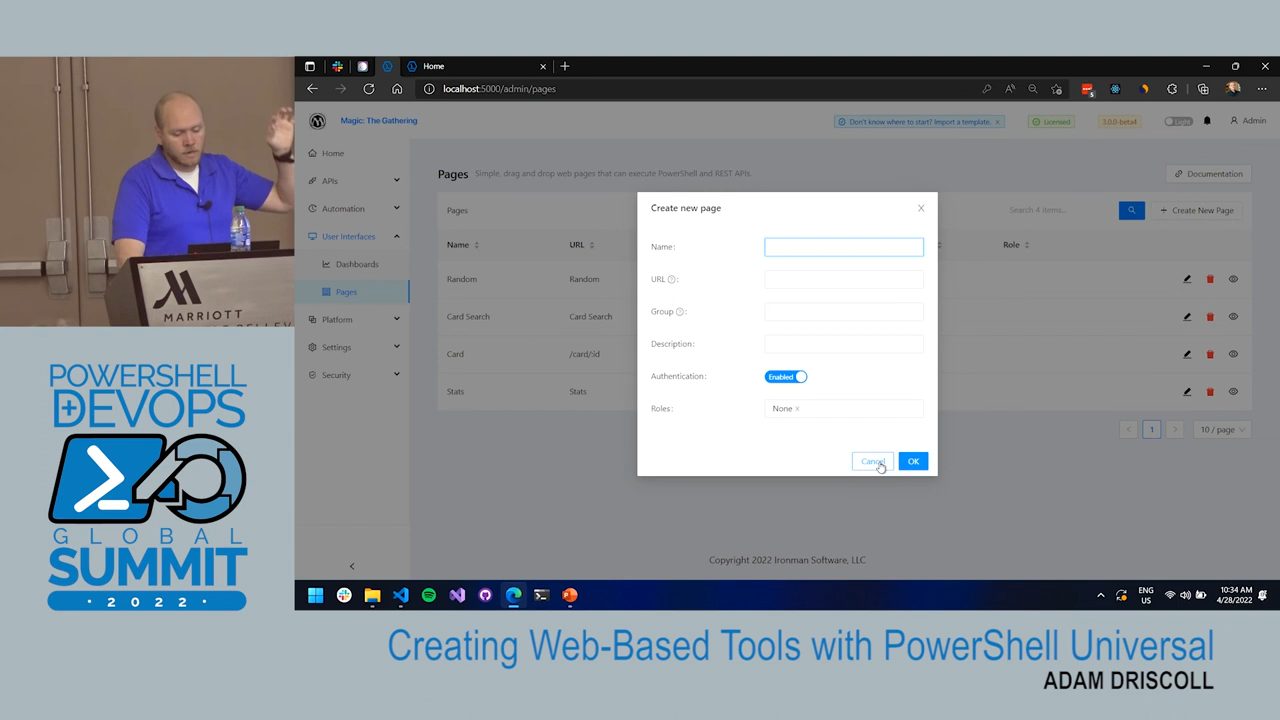 Home
localhost:5000/admin/pages
Magic: The Gathering
Don't know where to start? Import a template.
Licensed
3.0.0-beta4
Light
Admin
Home
APIs
Automation
User Interfaces
Dashboards
Pages
Platform
Settings
Security
Pages
Simple, drag and drop web pages that can execute PowerShell and REST APIs.
Documentation
Pages
Search 4 items...
Create New Page
Name
URL
Role
Random
Random
Card Search
Card Search
Card
/card/:id
Stats
Stats
1
10 / page
Create new page
Name:
URL ? :
Group ? :
Description:
Authentication:
Enabled
Roles:
None x
Cancel
OK
Copyright 2022 Ironman Software, LLC
ENG
US
10:34 AM
4/28/2022
MARRIOTT
POWERSHELL
DEVOPS
GLOBAL
SUMMIT
· 2022 ·
Creating Web-Based Tools with PowerShell Universal
ADAM DRISCOLL